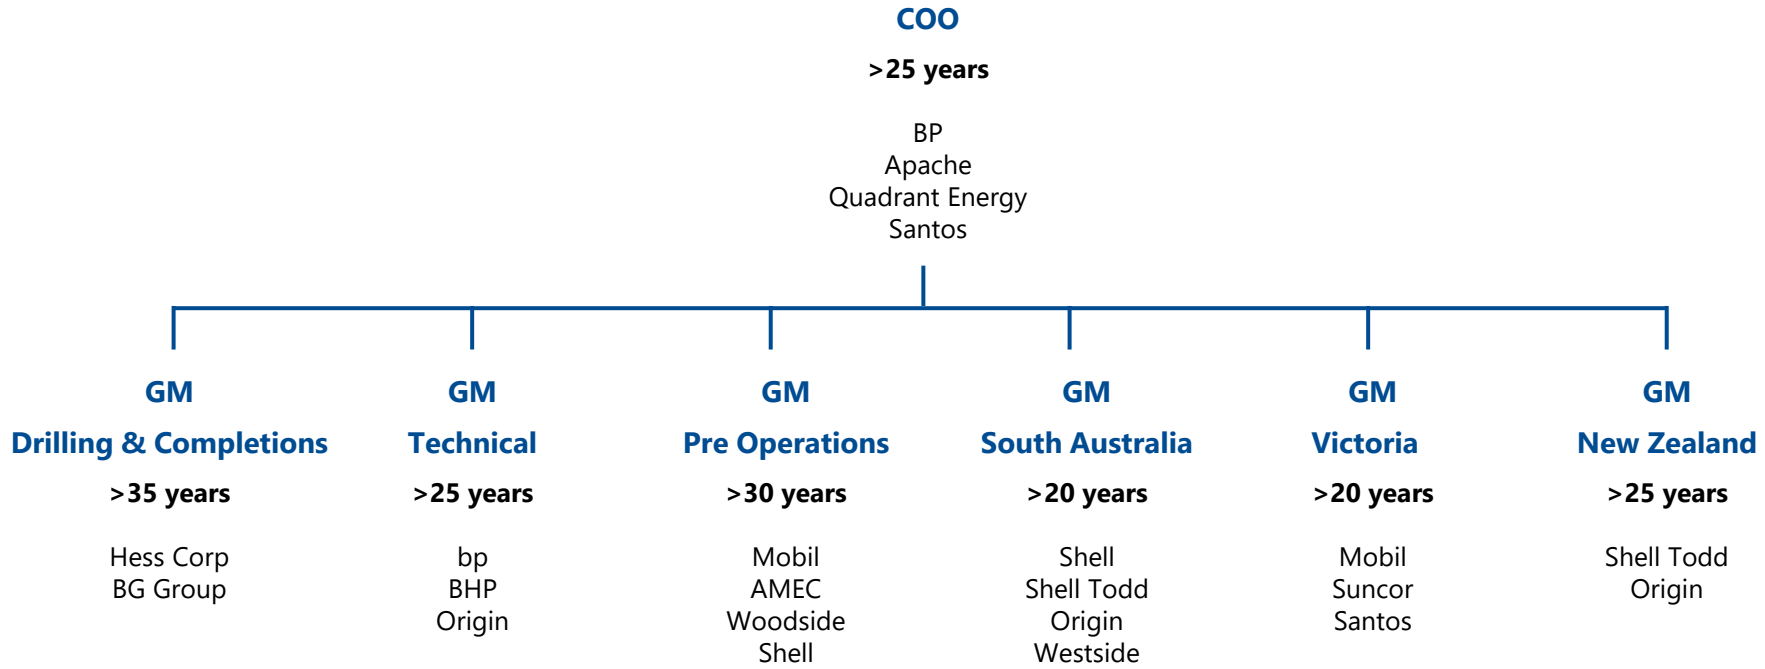 COO
>25 years
BP
Apache
Quadrant Energy
Santos
GM
Drilling & Completions
>35 years
Hess Corp
BG Group
GM
Technical
>25 years
bp
BHP
Origin
GM
Pre Operations
>30 years
Mobil
AMEC
Woodside
Shell
GM
South Australia
>20 years
Shell
Shell Todd
Origin
Westside
GM
Victoria
>20 years
Mobil
Suncor
Santos
GM
New Zealand
>25 years
Shell Todd
Origin